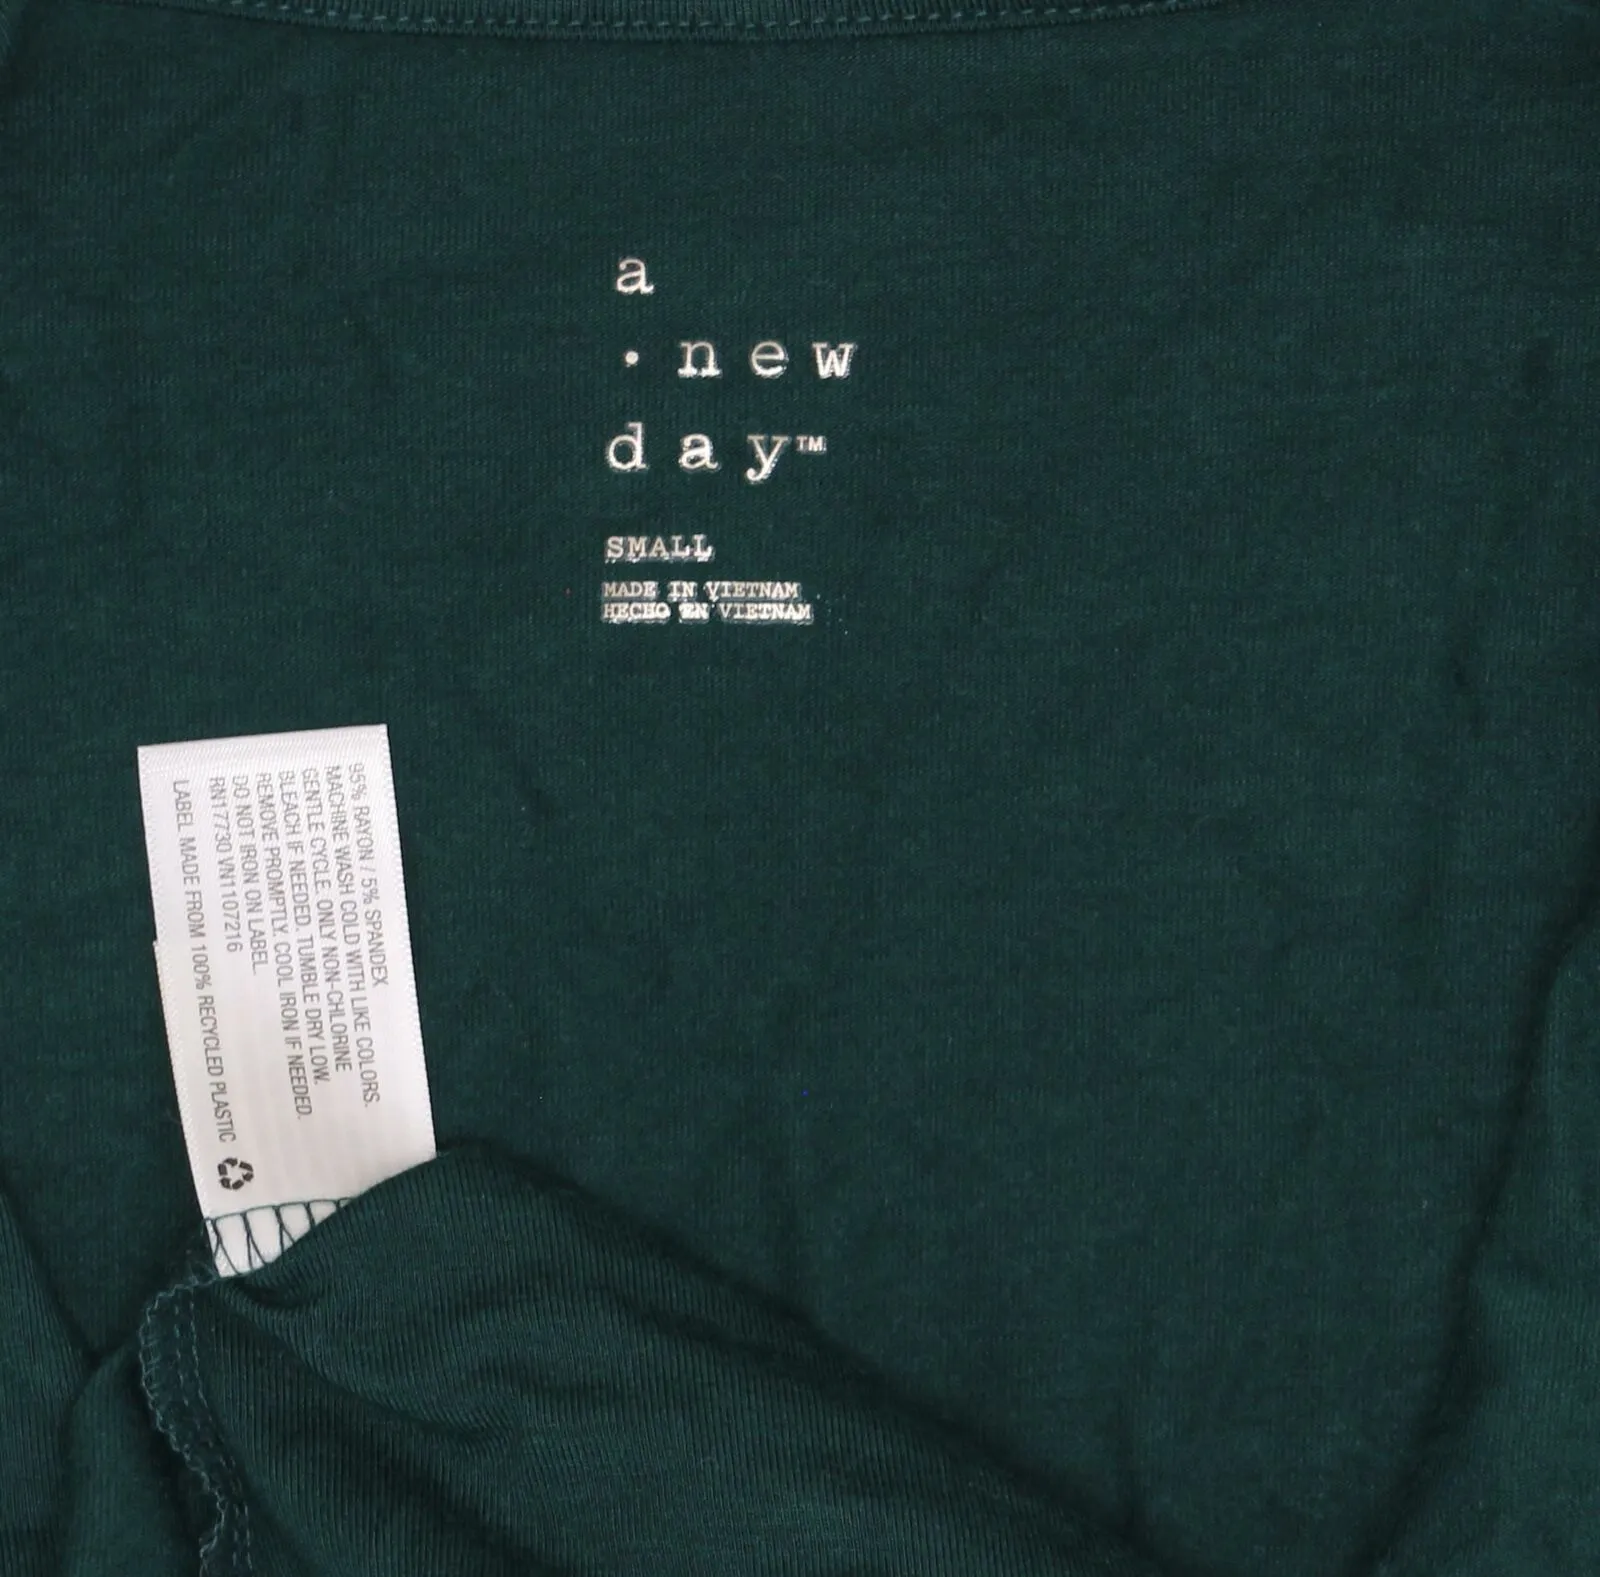 a
· new
day™
SMALL
MADE IN VIETNAM
HECHO EN VIETNAM
95% RAYON / 5% SPANDEX
MACHINE WASH COLD WITH LIKE COLORS.
GENTLE CYCLE. ONLY NON-CHLORINE
BLEACH IF NEEDED. TUMBLE DRY LOW.
REMOVE PROMPTLY. COOL IRON IF NEEDED.
DO NOT IRON ON LABEL.
RN17730 VN1107216
LABEL MADE FROM 100% RECYCLED PLASTIC